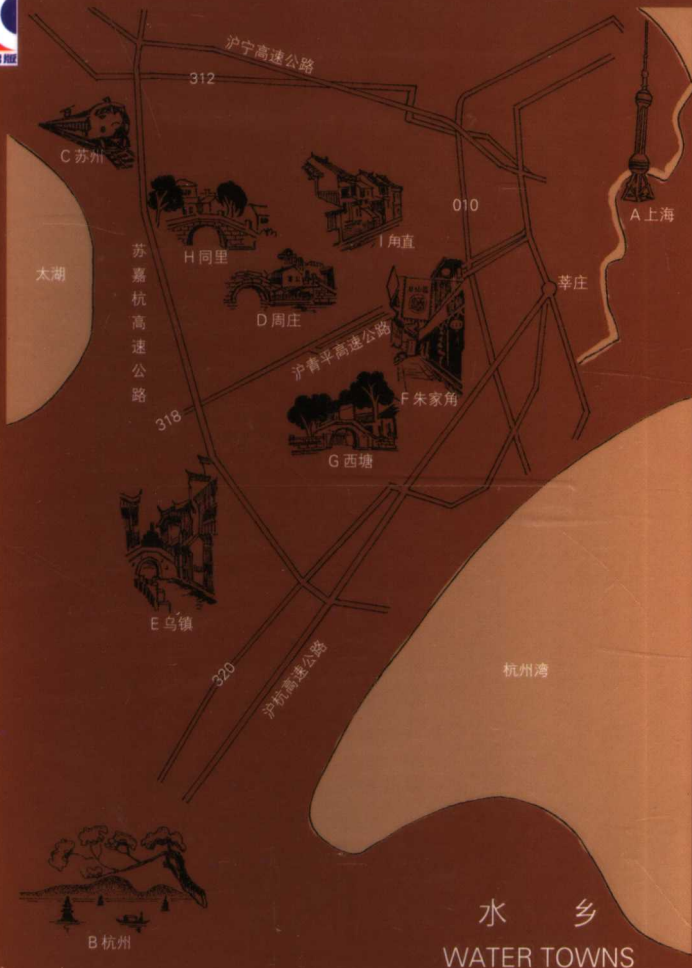 沪宁高速公路
312
C 苏州
010
A 上海
H 同里
I 甪直
太湖
苏嘉杭高速公路
莘庄
D 周庄
沪青平高速公路
F 朱家角
318
G 西塘
E 乌镇
320
沪杭高速公路
杭州湾
B 杭州
水 乡
WATER TOWNS